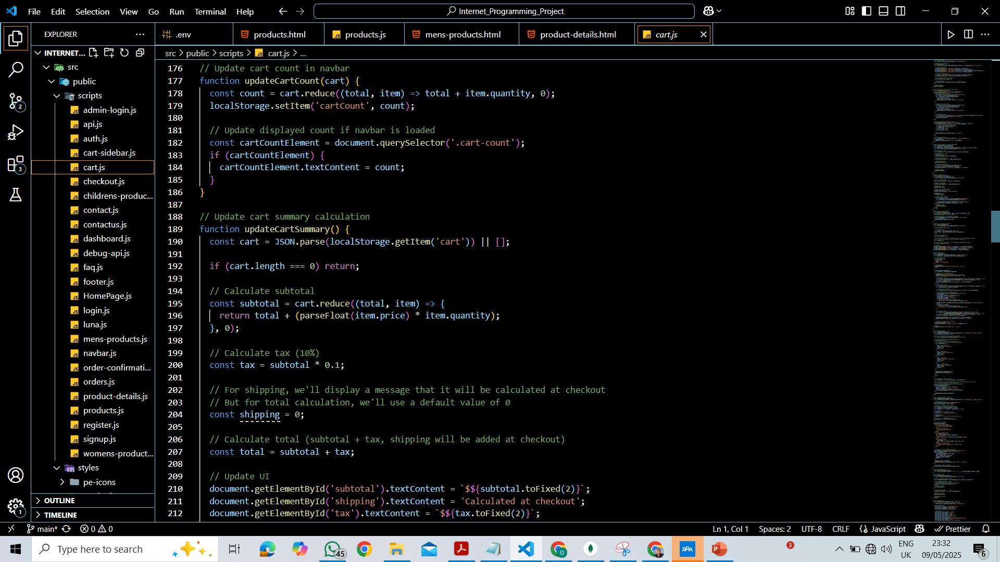 File Edit Selection View Go Run Terminal Help
Internet_Programming_Project
EXPLORER
.env
products.html
products.js
mens-products.html
product-details.html
cart.js
INTERNET...
src > public > scripts > cart.js > ...
src
public
scripts
admin-login.js
api.js
auth.js
cart-sidebar.js
cart.js
checkout.js
childrens-produc...
contact.js
contactus.js
dashboard.js
debug-api.js
faq.js
footer.js
HomePage.js
login.js
luna.js
mens-products.js
navbar.js
order-confirmati...
orders.js
product-details.js
products.js
register.js
signup.js
womens-product...
styles
pe-icons
OUTLINE
TIMELINE
2
3
1
176 // Update cart count in navbar
177 function updateCartCount(cart) {
178 const count = cart.reduce((total, item) => total + item.quantity, 0);
179 localStorage.setItem('cartCount', count);
180
181 // Update displayed count if navbar is loaded
182 const cartCountElement = document.querySelector('.cart-count');
183 if (cartCountElement) {
184 cartCountElement.textContent = count;
185 }
186 }
187
188 // Update cart summary calculation
189 function updateCartSummary() {
190 const cart = JSON.parse(localStorage.getItem('cart')) || [];
191
192 if (cart.length === 0) return;
193
194 // Calculate subtotal
195 const subtotal = cart.reduce((total, item) => {
196 return total + (parseFloat(item.price) * item.quantity);
197 }, 0);
198
199 // Calculate tax (10%)
200 const tax = subtotal * 0.1;
201
202 // For shipping, we'll display a message that it will be calculated at checkout
203 // But for total calculation, we'll use a default value of 0
204 const shipping = 0;
205
206 // Calculate total (subtotal + tax, shipping will be added at checkout)
207 const total = subtotal + tax;
208
209 // Update UI
210 document.getElementById('subtotal').textContent = `$${subtotal.toFixed(2)}`;
211 document.getElementById('shipping').textContent = 'Calculated at checkout';
212 document.getElementById('tax').textContent = `$${tax.toFixed(2)}`;
main* 0 0
Ln 1, Col 1 Spaces: 2 UTF-8 CRLF {} JavaScript Prettier
Type here to search
45
3
ENG
UK
23:32
09/05/2025
6